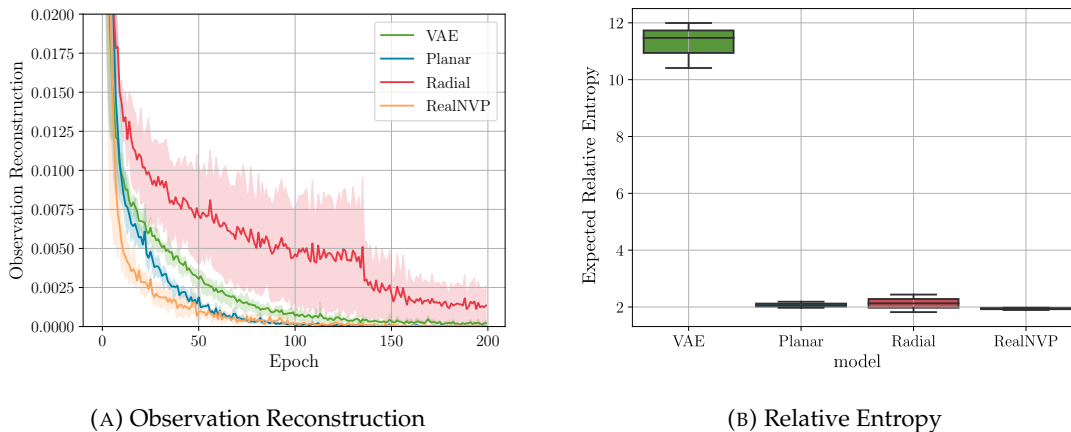 0.0200
0.0175
0.0150
0.0125
0.0100
0.0075
0.0050
0.0025
0.0000
Observation Reconstruction
0 50 100 150 200
Epoch
VAE
Planar
Radial
RealNVP
(A) Observation Reconstruction
12
10
8
6
4
2
Expected Relative Entropy
VAE Planar Radial RealNVP
model
(B) Relative Entropy